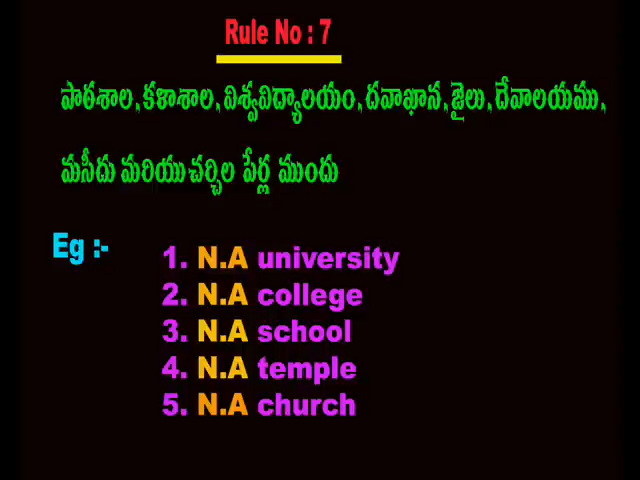 Rule No : 7
పాఠశాల, కళాశాల, విశ్వవిద్యాలయం, దవాఖాన, జైలు, దేవాలయము,
మసీదు మరియు చర్చిల పేర్ల ముందు
Eg :-
1. N.A university
2. N.A college
3. N.A school
4. N.A temple
5. N.A church